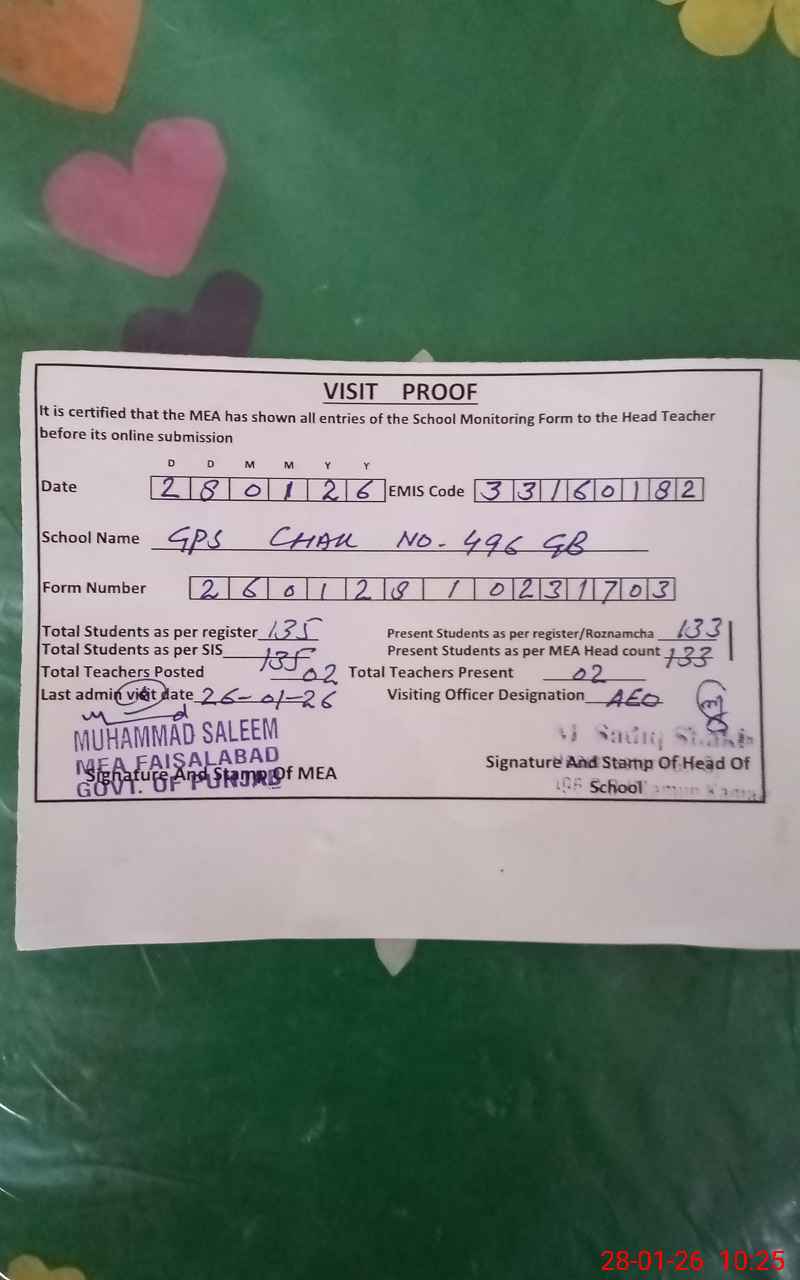 VISIT PROOF
It is certified that the MEA has shown all entries of the School Monitoring Form to the Head Teacher
before its online submission
D D M M Y Y
Date 2 8 0 1 2 6 EMIS Code 3 3 1 6 0 1 8 2
School Name GPS CHAK NO. 496 GB
Form Number 2 6 0 1 2 8 1 0 2 3 1 7 0 3
Total Students as per register 135 Present Students as per register/Roznamcha 133
Total Students as per SIS 135 Present Students as per MEA Head count 133
Total Teachers Posted 02 Total Teachers Present 02
Last admin visit date 26-01-26 Visiting Officer Designation AEO
MUHAMMAD SALEEM
MEA FAISALABAD
GOVT. OF PUNJAB
Signature And Stamp Of MEA
Signature And Stamp Of Head Of
School
28-01-26 10:25